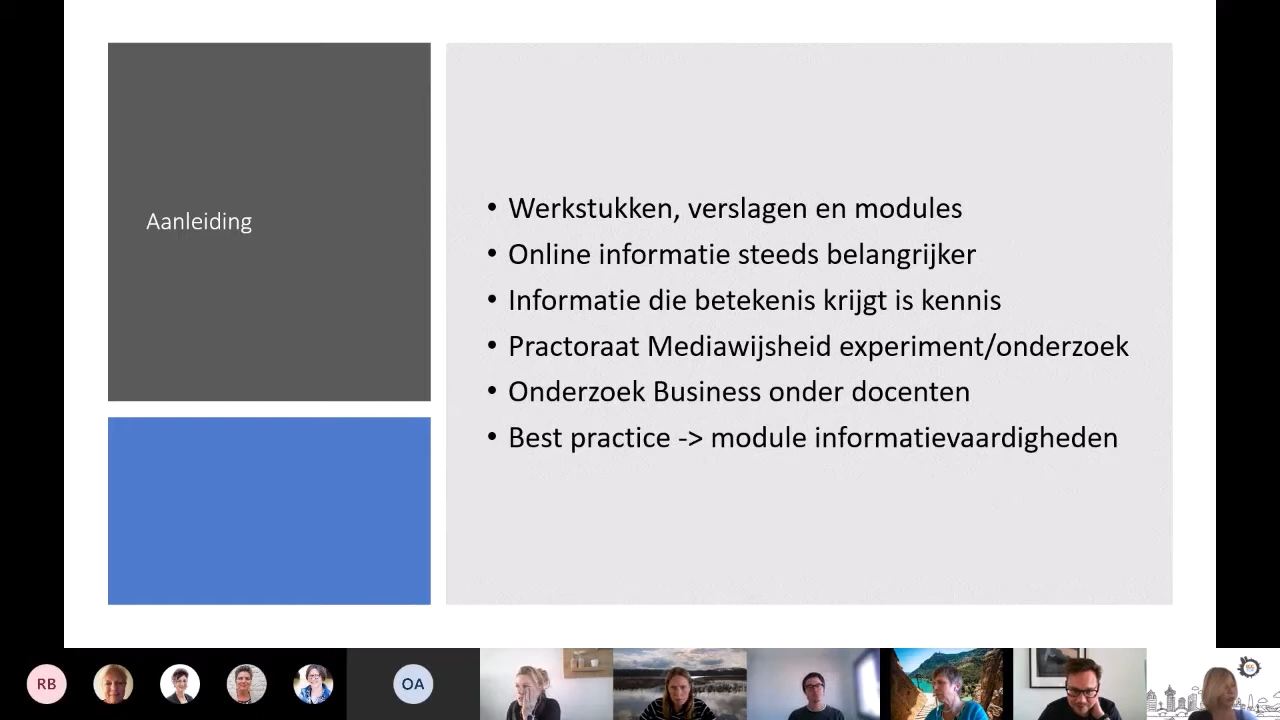 Aanleiding
• Werkstukken, verslagen en modules
• Online informatie steeds belangrijker
• Informatie die betekenis krijgt is kennis
• Practoraat Mediawijsheid experiment/onderzoek
• Onderzoek Business onder docenten
• Best practice -> module informatievaardigheden
RB
OA